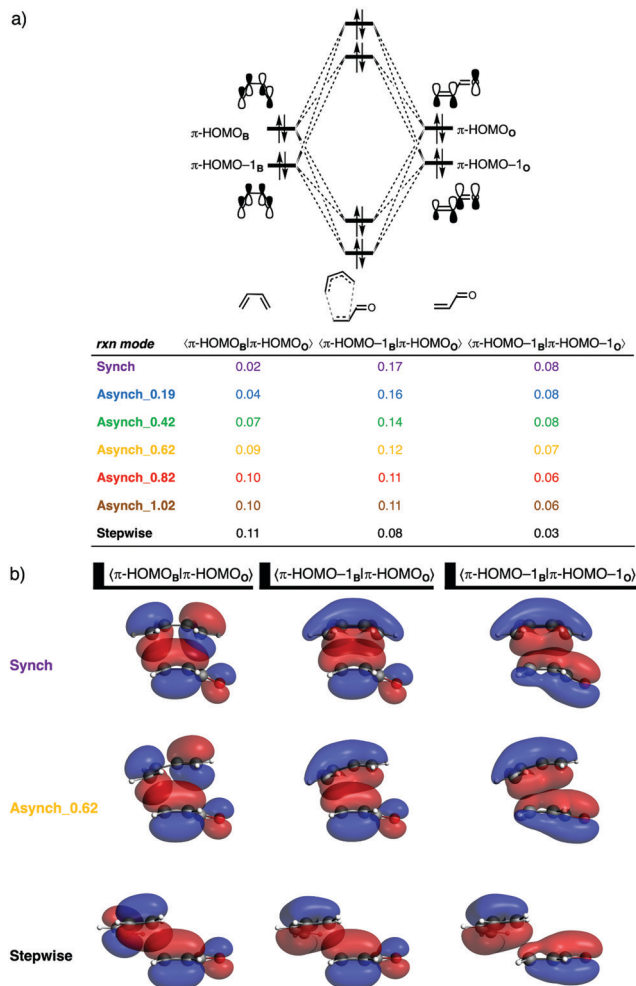 a)
π-HOMO_B π-HOMO_O
π-HOMO–1_B π-HOMO–1_O
O O
rxn mode ⟨π-HOMO_B|π-HOMO_O⟩ ⟨π-HOMO–1_B|π-HOMO_O⟩ ⟨π-HOMO–1_B|π-HOMO–1_O⟩
Synch 0.02 0.17 0.08
Asynch_0.19 0.04 0.16 0.08
Asynch_0.42 0.07 0.14 0.08
Asynch_0.62 0.09 0.12 0.07
Asynch_0.82 0.10 0.11 0.06
Asynch_1.02 0.10 0.11 0.06
Stepwise 0.11 0.08 0.03
b) ⟨π-HOMO_B|π-HOMO_O⟩ ⟨π-HOMO–1_B|π-HOMO_O⟩ ⟨π-HOMO–1_B|π-HOMO–1_O⟩
Synch
Asynch_0.62
Stepwise